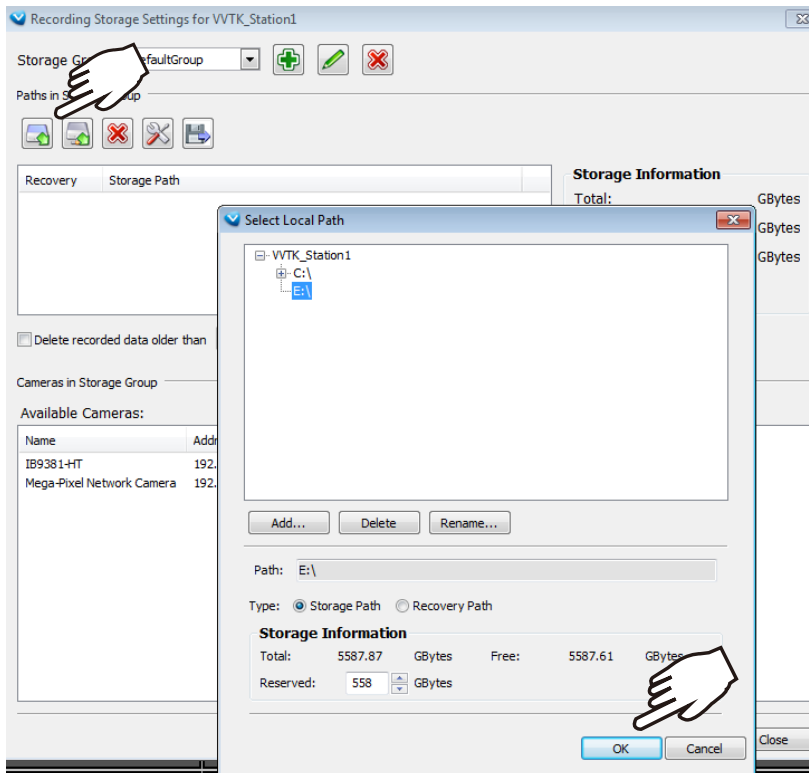 Recording Storage Settings for VVTK_Station1
Storage Gr efaultGroup
Paths in S up
Recovery Storage Path
Storage Information
Total: GBytes
GBytes
GBytes
Select Local Path
VVTK_Station1
C:\
E:\
Delete recorded data older than
Cameras in Storage Group
Available Cameras:
Name Addr
IB9381-HT 192.
Mega-Pixel Network Camera 192.
Add... Delete Rename...
Path: E:\
Type: Storage Path Recovery Path
Storage Information
Total: 5587.87 GBytes Free: 5587.61 GBytes
Reserved: 558 GBytes
OK Cancel
Close